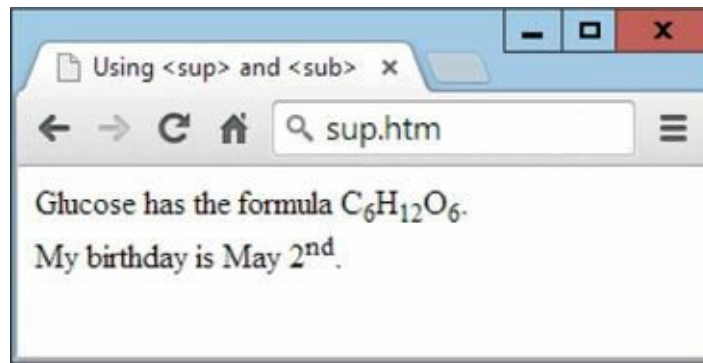 Using <sup> and <sub>
sup.htm
Glucose has the formula C₆H₁₂O₆.
My birthday is May 2ⁿᵈ.